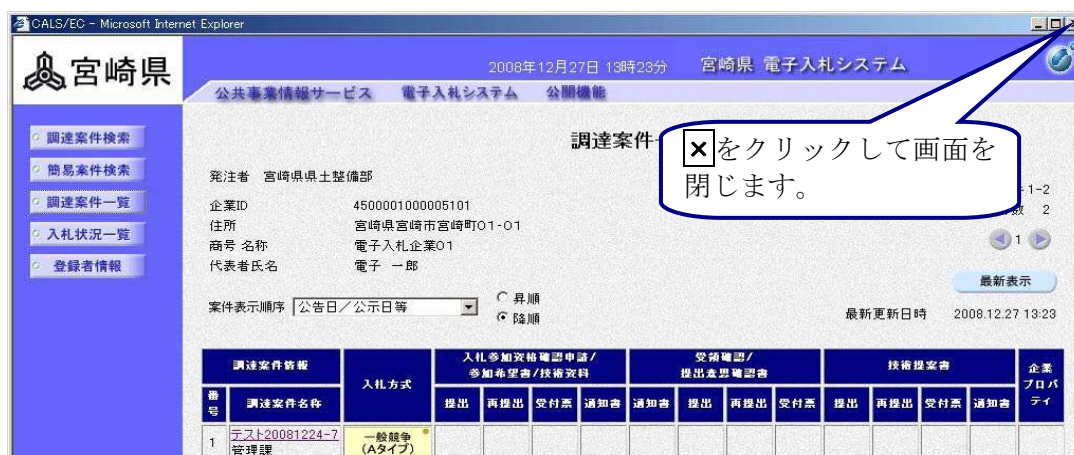 CALS/EC - Microsoft Internet Explorer
宮崎県
2008年12月27日 13時23分
宮崎県 電子入札システム
公共事業情報サービス 電子入札システム 公開機能
調達案件検索
簡易案件検索
調達案件一覧
入札状況一覧
登録者情報
調達案件
×をクリックして画面を
閉じます。
発注者 宮崎県県土整備部
企業ID 4500001000005101
住所 宮崎県宮崎市宮崎町01-01
商号 名称 電子入札企業01
代表者氏名 電子 一郎
1-2
数 2
1
案件表示順序 公告日/公示日等
昇順
降順
最新表示
最新更新日時 2008.12.27 13:23
調達案件情報
入札方式
入札参加資格確認申請/
参加希望書/技術資料
受領確認/
提出意思確認書
技術提案書
企業
プロパ
ティ
番号
調達案件名称
提出 再提出 受付票 通知書 通知書 提出 再提出 受付票 提出 再提出 受付票 通知書
1
テスト20081224-7
管理課
一般競争
(Aタイプ)